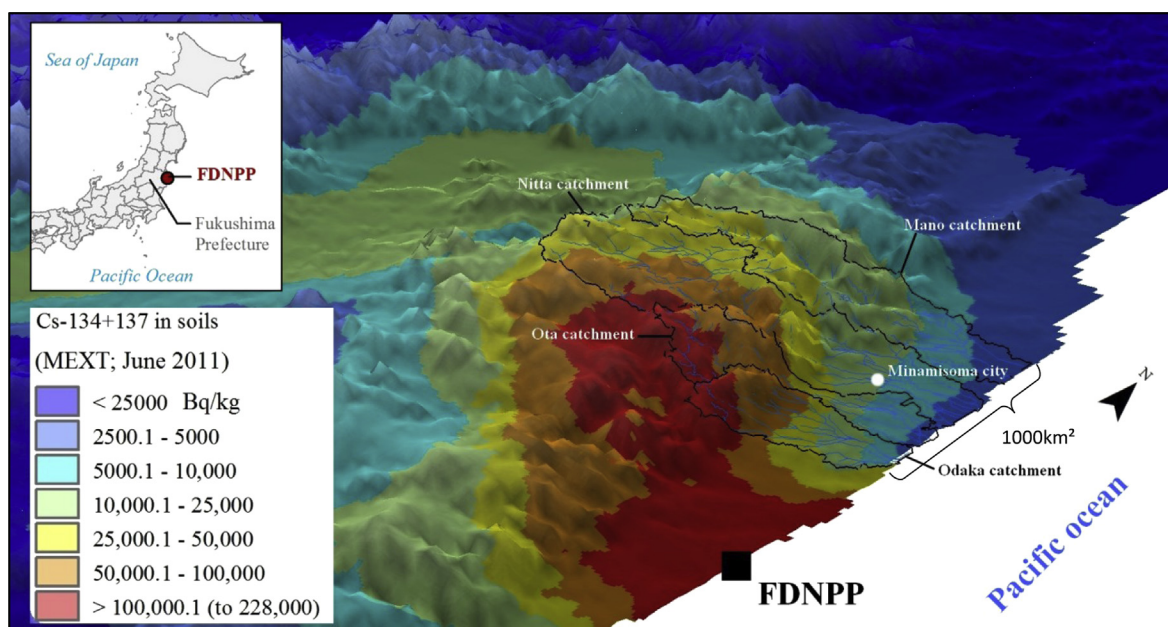 Sea of Japan
FDNPP
Fukushima
Prefecture
Pacific Ocean
Cs-134+137 in soils
(MEXT; June 2011)
< 25000 Bq/kg
2500.1 - 5000
5000.1 - 10,000
10,000.1 - 25,000
25,000.1 - 50,000
50,000.1 - 100,000
> 100,000.1 (to 228,000)
Nitta catchment
Mano catchment
Ota catchment
Minamisoma city
N
1000km²
Odaka catchment
Pacific ocean
FDNPP